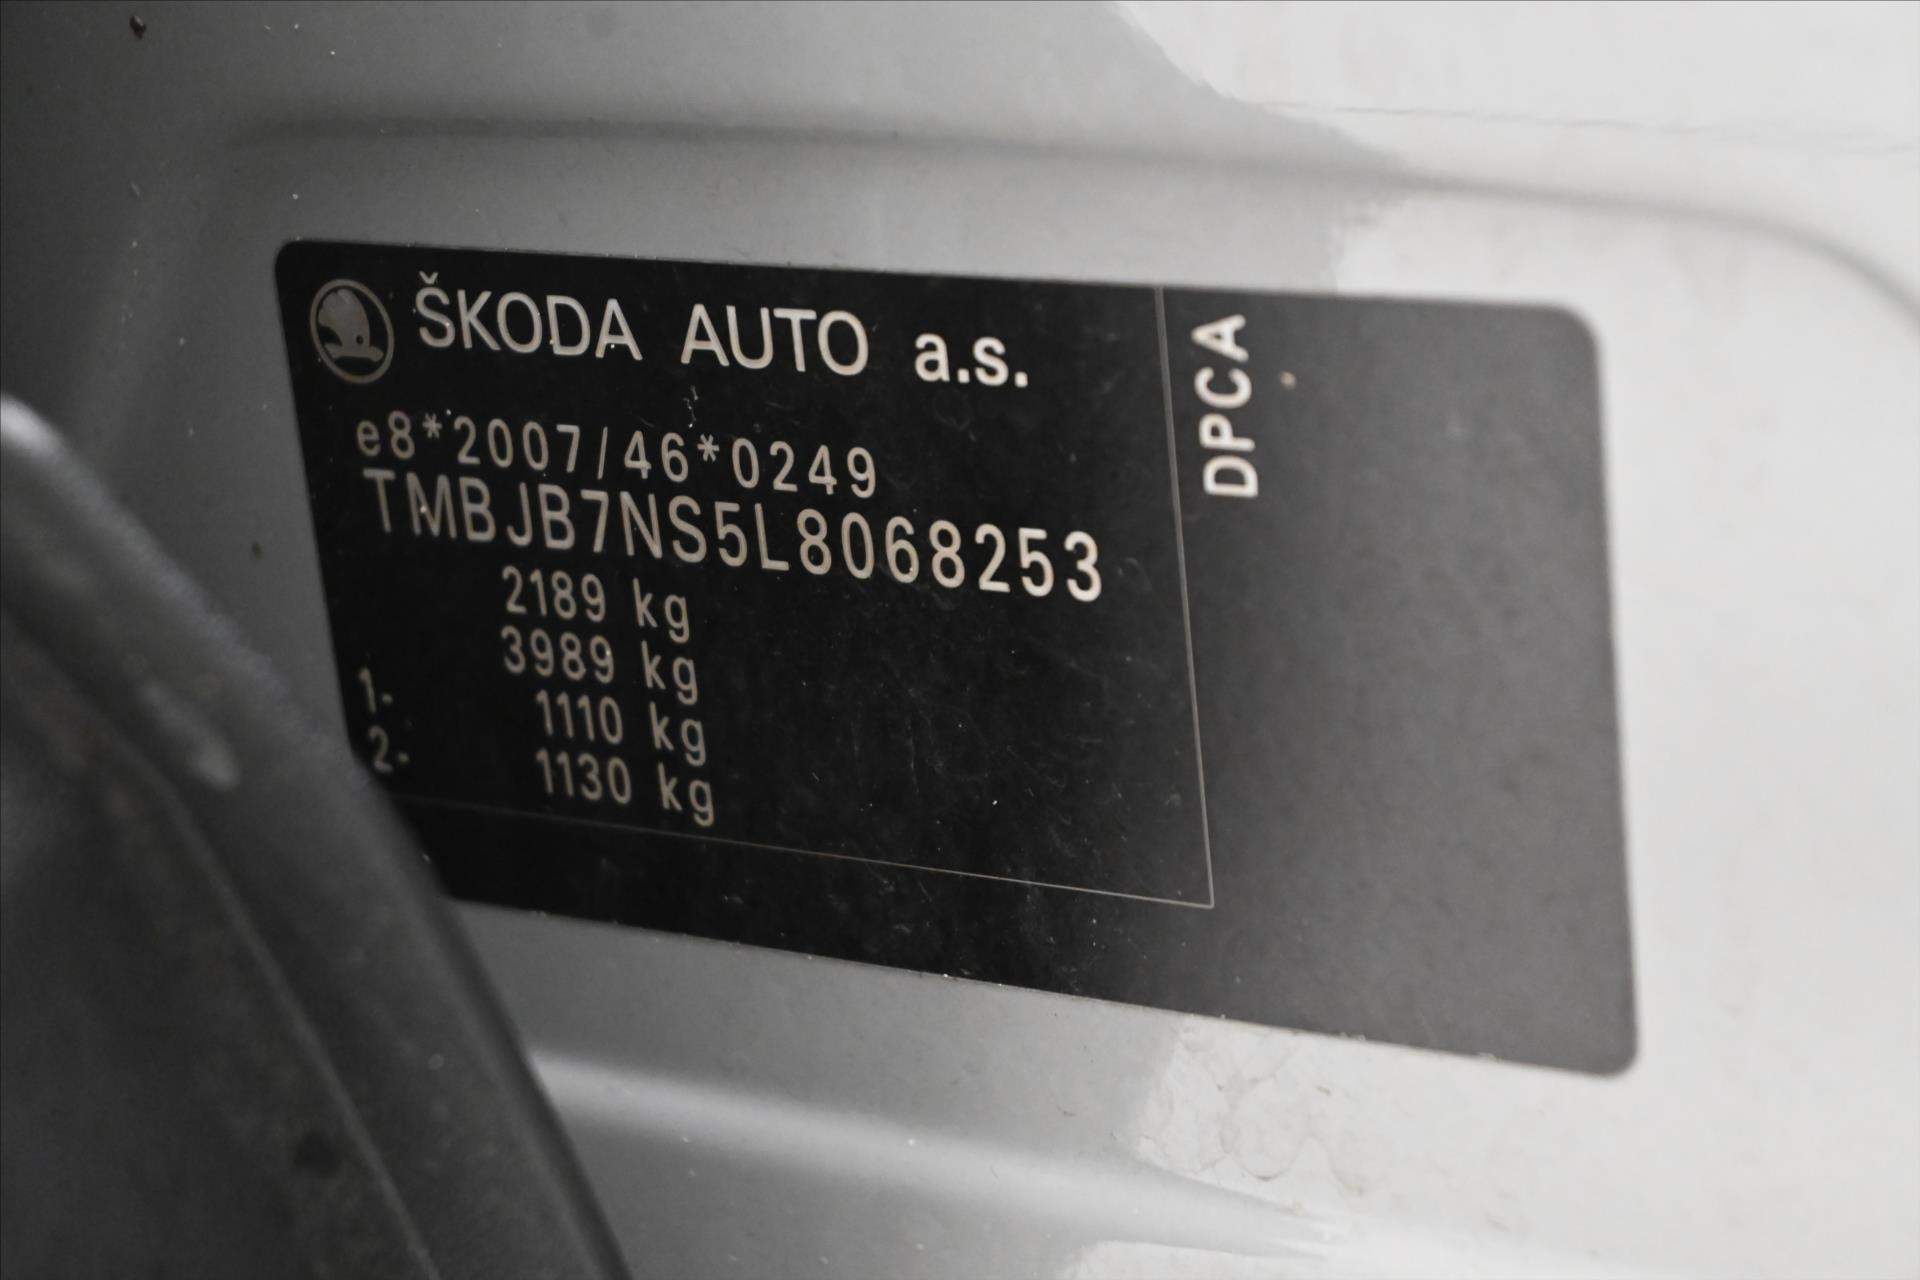 ŠKODA AUTO a.s.
e8*2007/46*0249
TMBJB7NS5L8068253
2189 kg
3989 kg
1- 1110 kg
2- 1130 kg
DPCA